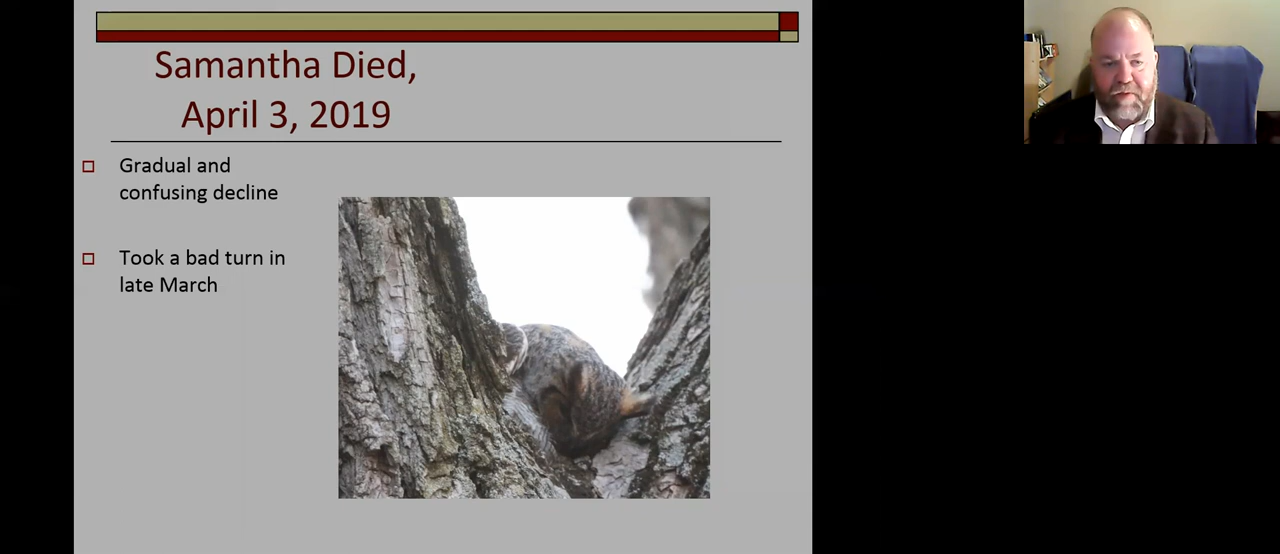 Samantha Died,
April 3, 2019
Gradual and
confusing decline
Took a bad turn in
late March